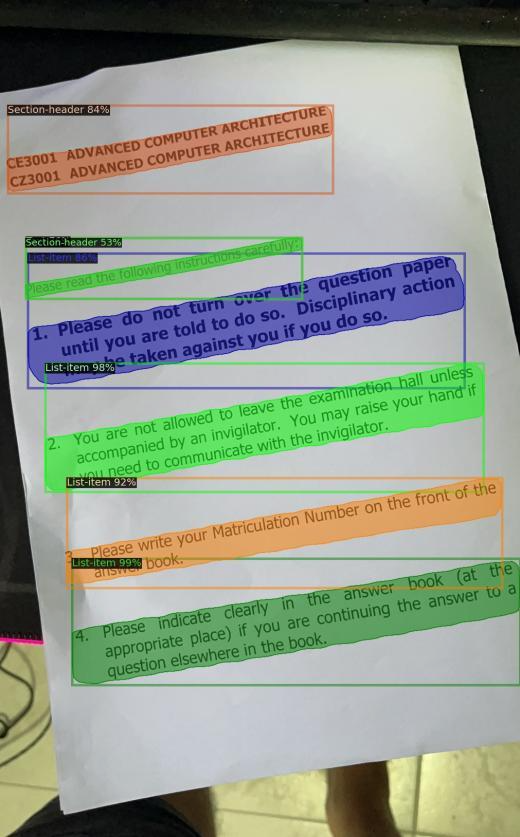 Section-header 84%
CE3001 ADVANCED COMPUTER ARCHITECTURE
CZ3001 ADVANCED COMPUTER ARCHITECTURE
Section-header 53%
List-item 86%
Please read the following instructions carefully:
1. Please do not turn over the question paper
until you are told to do so. Disciplinary action
be taken against you if you do so.
List-item 98%
2. You are not allowed to leave the examination hall unless
accompanied by an invigilator. You may raise your hand if
you need to communicate with the invigilator.
List-item 92%
3. Please write your Matriculation Number on the front of the
answer book.
List-item 99%
4. Please indicate clearly in the answer book (at the
appropriate place) if you are continuing the answer to a
question elsewhere in the book.